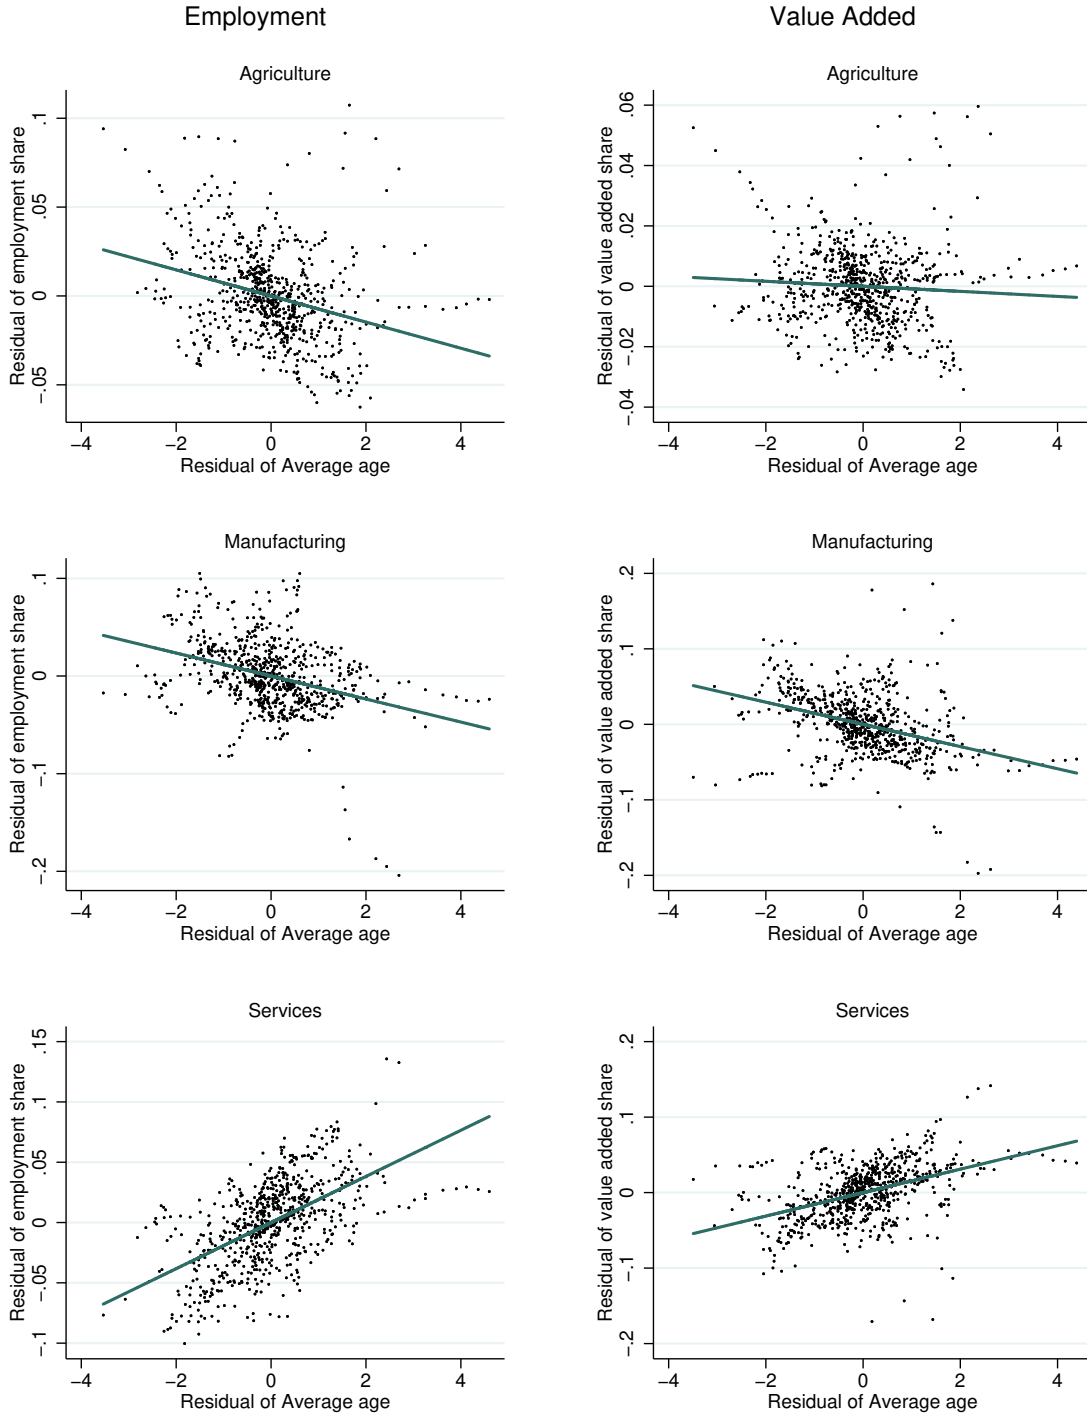 Employment
Value Added
Agriculture
Residual of employment share
.1
.05
0
−.05
−4 −2 0 2 4
Residual of Average age
Agriculture
Residual of value added share
.06
.04
.02
0
−.02
−.04
−4 −2 0 2 4
Residual of Average age
Manufacturing
Residual of employment share
.1
0
−.1
−.2
−4 −2 0 2 4
Residual of Average age
Manufacturing
Residual of value added share
.2
.1
0
−.1
−.2
−4 −2 0 2 4
Residual of Average age
Services
Residual of employment share
.15
.1
.05
0
−.05
−.1
−4 −2 0 2 4
Residual of Average age
Services
Residual of value added share
.2
.1
0
−.1
−.2
−4 −2 0 2 4
Residual of Average age